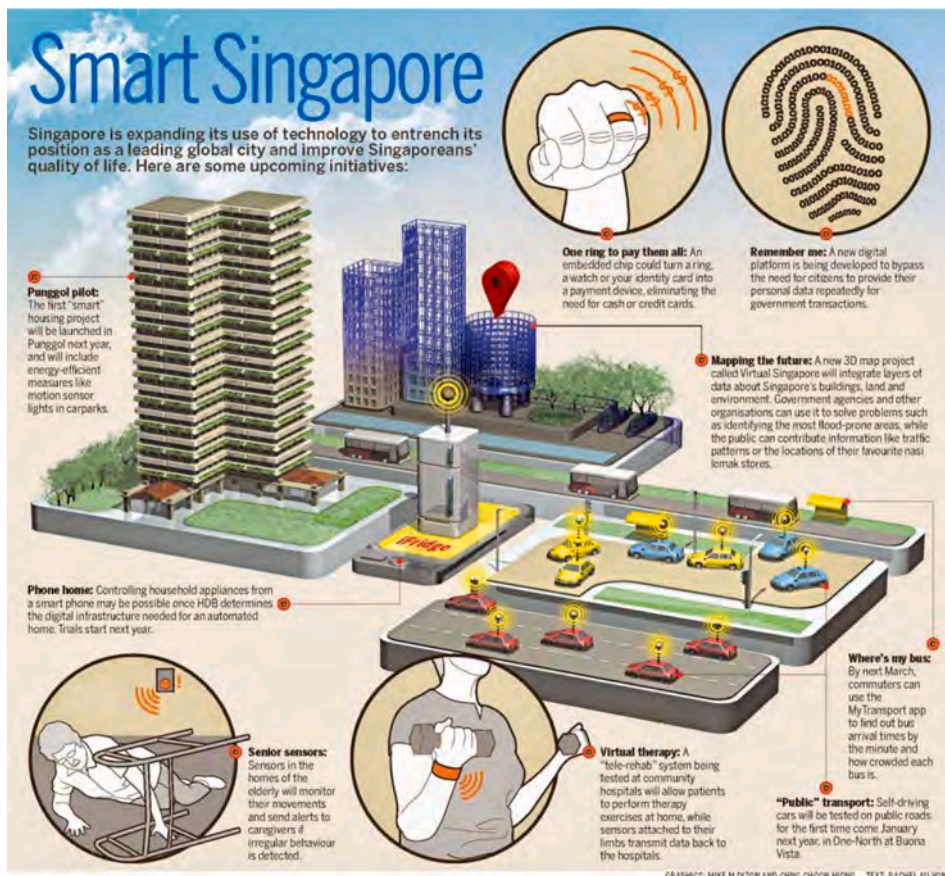 Smart Singapore
Singapore is expanding its use of technology to entrench its
position as a leading global city and improve Singaporeans'
quality of life. Here are some upcoming initiatives:
One ring to pay them all: An
embedded chip could turn a ring,
a watch or your identity card into
a payment device, eliminating the
need for cash or credit cards.
Remember me: A new digital
platform is being developed to bypass
the need for citizens to provide their
personal data repeatedly for
government transactions.
Punggol pilot:
The first "smart"
housing project
will be launched in
Punggol next year,
and will include
energy-efficient
measures like
motion sensor
lights in carparks.
Mapping the future: A new 3D map project
called Virtual Singapore will integrate layers of
data about Singapore's buildings, land and
environment. Government agencies and other
organisations can use it to solve problems such
as identifying the most flood-prone areas, while
the public can contribute information like traffic
patterns or the locations of their favourite nasi
lemak stores.
iFridge
Phone home: Controlling household appliances from
a smart phone may be possible once HDB determines
the digital infrastructure needed for an automated
home. Trials start next year.
Where's my bus:
By next March,
commuters can
use the
MyTransport app
to find out bus
arrival times by
the minute and
how crowded each
bus is.
Senior sensors:
Sensors in the
homes of the
elderly will monitor
their movements
and send alerts to
caregivers if
irregular behaviour
is detected.
Virtual therapy: A
"tele-rehab" system being
tested at community
hospitals will allow patients
to perform therapy
exercises at home, while
sensors attached to their
limbs transmit data back to
the hospitals.
"Public" transport: Self-driving
cars will be tested on public roads
for the first time come January
next year, in One-North at Buona
Vista.